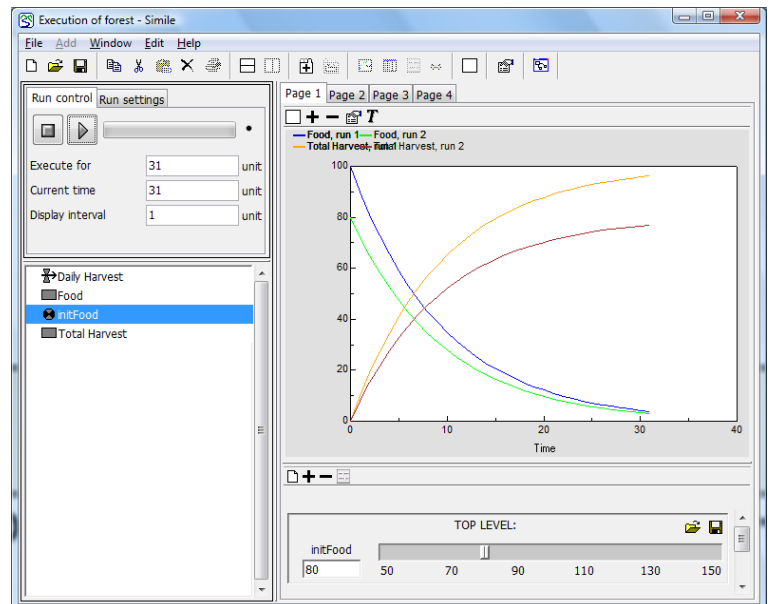 Execution of forest - Simile
File Add Window Edit Help
Run control Run settings
Execute for 31 unit
Current time 31 unit
Display interval 1 unit
Daily Harvest
Food
initFood
Total Harvest
Page 1 Page 2 Page 3 Page 4
T
Food, run 1 Food, run 2
Total Harvest, Total Harvest, run 2
100
80
60
40
20
0
0 10 20 30 40
Time
TOP LEVEL:
initFood
80
50 70 90 110 130 150